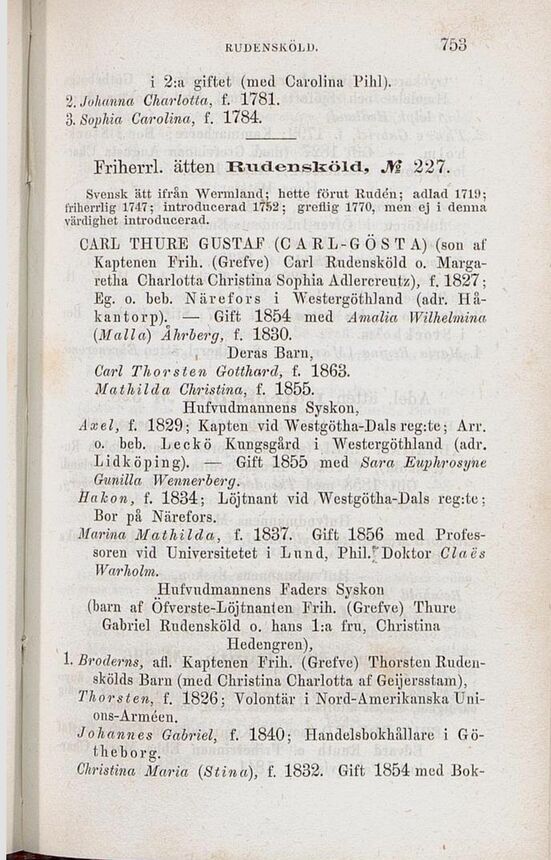 RUDENSKÖLD. 753
i 2:a giftet (med Carolina Pihl).
2. Johanna Charlotta, f. 1781.
3. Sophia Carolina, f. 1784.
Friherrl. ätten Rudensköld, № 227.
Svensk ätt ifrån Wermland; hette förut Rudén; adlad 1719;
friherrlig 1747; introducerad 1752; greflig 1770, men ej i denna
värdighet introducerad.
CARL THURE GUSTAF (CARL-GÖSTA) (son af
Kaptenen Frih. (Grefve) Carl Rudensköld o. Marga-
retha Charlotta Christina Sophia Adlercreutz), f. 1827;
Eg. o. beb. Närefors i Westergöthland (adr. Hå-
kantorp). — Gift 1854 med Amalia Wilhelmina
(Malla) Åhrberg, f. 1830.
Deras Barn,
Carl Thorsten Gotthard, f. 1863.
Mathilda Christina, f. 1855.
Hufvudmannens Syskon,
Axel, f. 1829; Kapten vid Westgötha-Dals reg:te; Arr.
o. beb. Leckö Kungsgård i Westergöthland (adr.
Lidköping). — Gift 1855 med Sara Euphrosyne
Gunilla Wennerberg.
Hakon, f. 1834; Löjtnant vid Westgötha-Dals reg:te;
Bor på Närefors.
Marina Mathilda, f. 1837. Gift 1856 med Profes-
soren vid Universitetet i Lund, Phil. Doktor Claës
Warholm.
Hufvudmannens Faders Syskon
(barn af Öfverste-Löjtnanten Frih. (Grefve) Thure
Gabriel Rudensköld o. hans 1:a fru, Christina
Hedengren),
1. Broderns, afl. Kaptenen Frih. (Grefve) Thorsten Ruden-
skölds Barn (med Christina Charlotta af Geijersstam),
Thorsten, f. 1826; Volontär i Nord-Amerikanska Uni-
ons-Arméen.
Johannes Gabriel, f. 1840; Handelsbokhållare i Gö-
theborg.
Christina Maria (Stina), f. 1832. Gift 1854 med Bok-